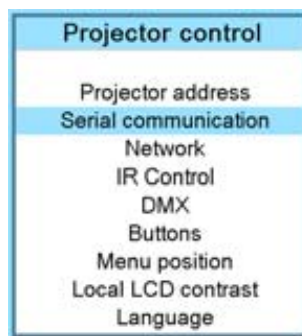 Projector control
Projector address
Serial communication
Network
IR Control
DMX
Buttons
Menu position
Local LCD contrast
Language